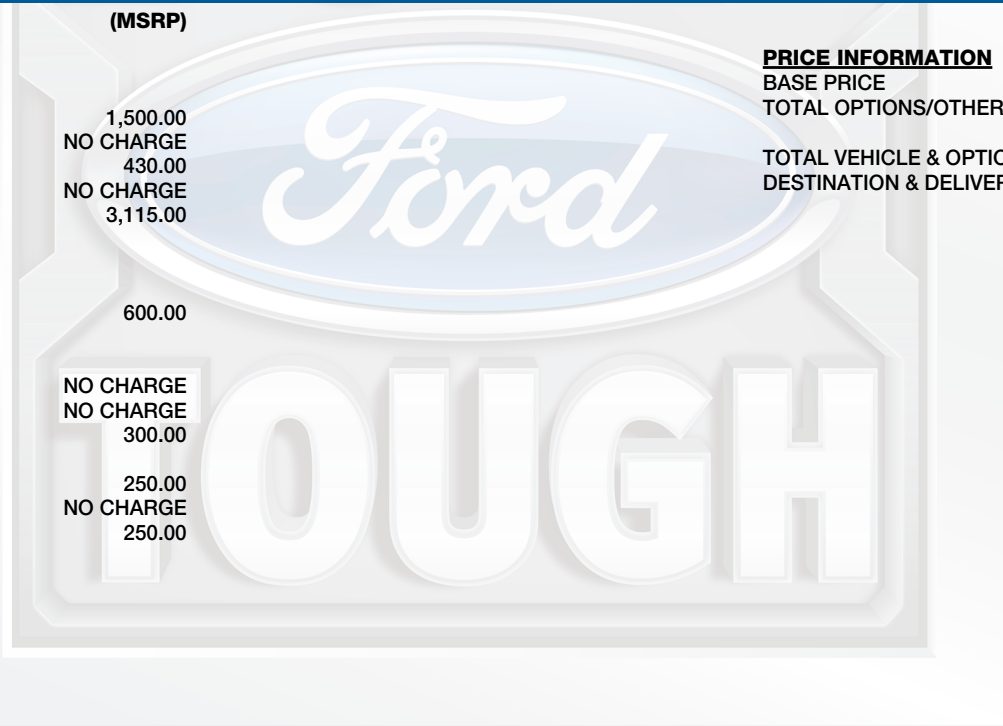 (MSRP)
1,500.00
NO CHARGE
430.00
NO CHARGE
3,115.00
600.00
NO CHARGE
NO CHARGE
300.00
250.00
NO CHARGE
250.00
PRICE INFORMATION
BASE PRICE
TOTAL OPTIONS/OTHER
TOTAL VEHICLE & OPTIO
DESTINATION & DELIVER
Ford
TOUGH